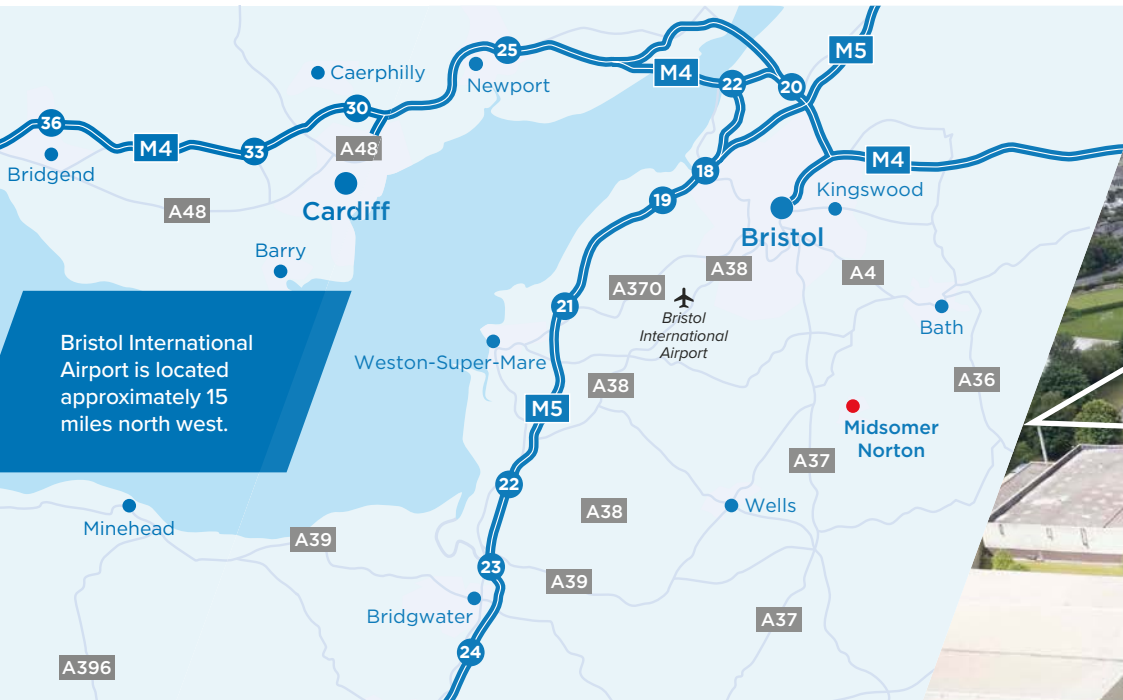 M5
25
Caerphilly
Newport
M4
22
20
36
30
M4
33
A48
Bridgend
18
M4
Kingswood
19
A48
Cardiff
Bristol
Barry
A38
A4
A370
21
Bristol
International
Airport
Bath
Bristol International
Airport is located
approximately 15
miles north west.
Weston-Super-Mare
A38
A36
M5
Midsomer
Norton
A37
22
Minehead
A38
Wells
A39
23
A39
Bridgwater
A37
24
A396